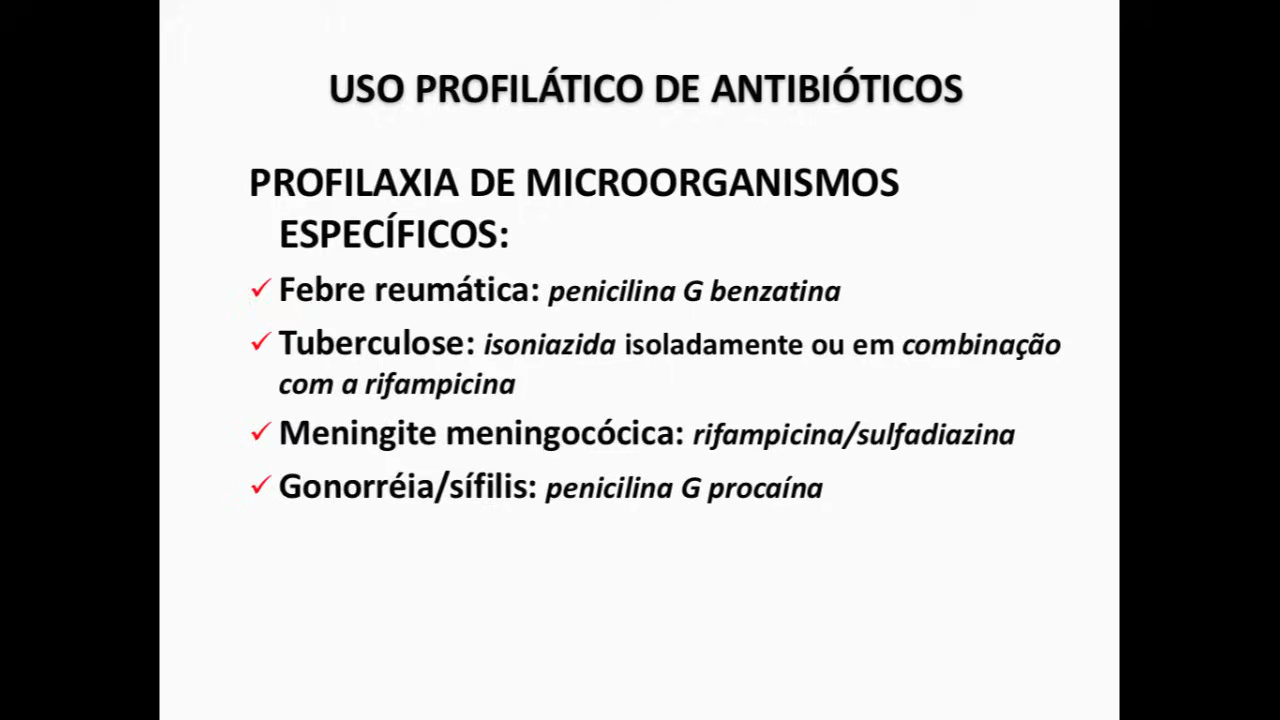 USO PROFILÁTICO DE ANTIBIÓTICOS
PROFILAXIA DE MICROORGANISMOS
ESPECÍFICOS:
✓ Febre reumática: penicilina G benzatina
✓ Tuberculose: isoniazida isoladamente ou em combinação
com a rifampicina
✓ Meningite meningocócica: rifampicina/sulfadiazina
✓ Gonorréia/sífilis: penicilina G procaína